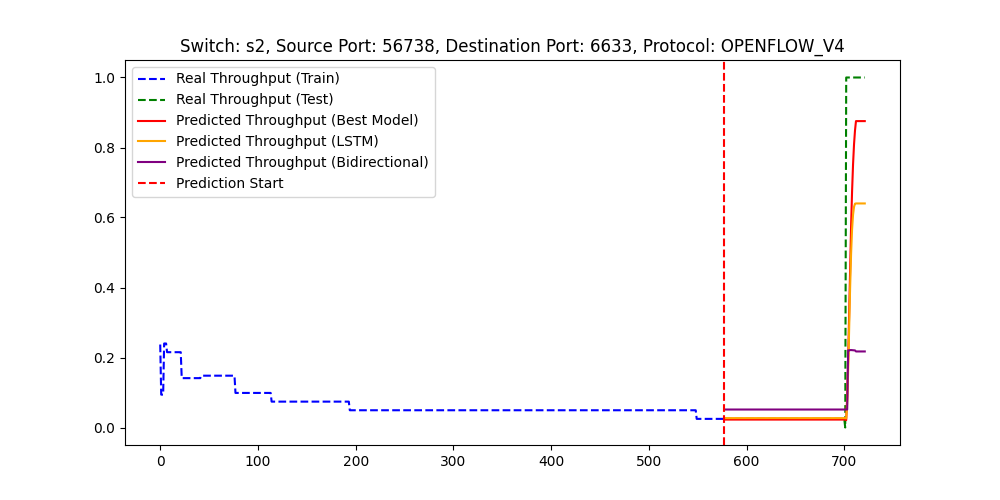 Switch: s2, Source Port: 56738, Destination Port: 6633, Protocol: OPENFLOW_V4
1.0
0.8
0.6
0.4
0.2
0.0
Real Throughput (Train)
Real Throughput (Test)
Predicted Throughput (Best Model)
Predicted Throughput (LSTM)
Predicted Throughput (Bidirectional)
Prediction Start
0 100 200 300 400 500 600 700